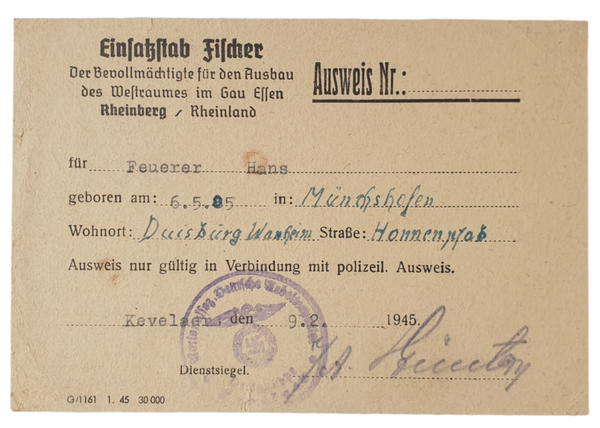 Einsatzstab Fischer
Der Bevollmächtigte für den Ausbau
des Westraumes im Gau Essen
Rheinberg / Rheinland
Ausweis Nr.:
für Feuerer Hans
geboren am: 6.5.85 in: Münchshofen
Wohnort: Duisburg Wanheim Straße: Honnenpfad
Ausweis nur gültig in Verbindung mit polizeil. Ausweis.
Kevelaer, den 9.2. 1945.
Dienstsiegel.
G/1161 1. 45 30 000